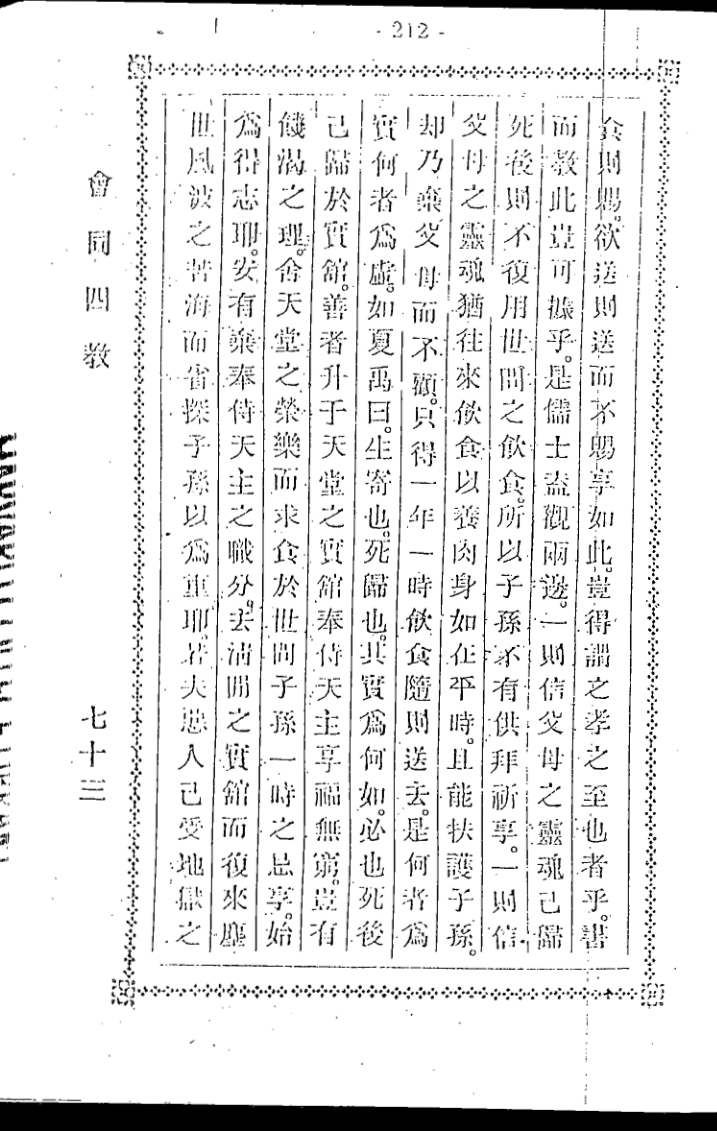 - 212 -
食則賜。欲送則送而不賜享如此。豈得謂之孝之至也者乎。書
而教此豈可據乎。是儒士盍觀兩邊。一則信父母之靈魂已歸
死後則不復用世間之飲食。所以子孫不有供拜祈享。一則信
父母之靈魂猶往來飲食以養肉身如在平時。且能扶護子孫。
却乃棄父母而不顧。只得一年一時飲食隨則送去。是何者爲
實何者爲虛。如夏禹曰。生寄也。死歸也。其實爲何如。必也死後
已歸於實舘。善者升于天堂之實舘奉侍天主享福無窮。豈有
饑渴之理。舍天堂之榮樂而求食於世間子孫一時之忌享。始
爲得志耶。安有棄奉侍天主之職分。去淸閒之實舘而復來塵
世風波之苦海而省探子孫以爲重耶。若夫惡人已受地獄之
會同四教
七十三